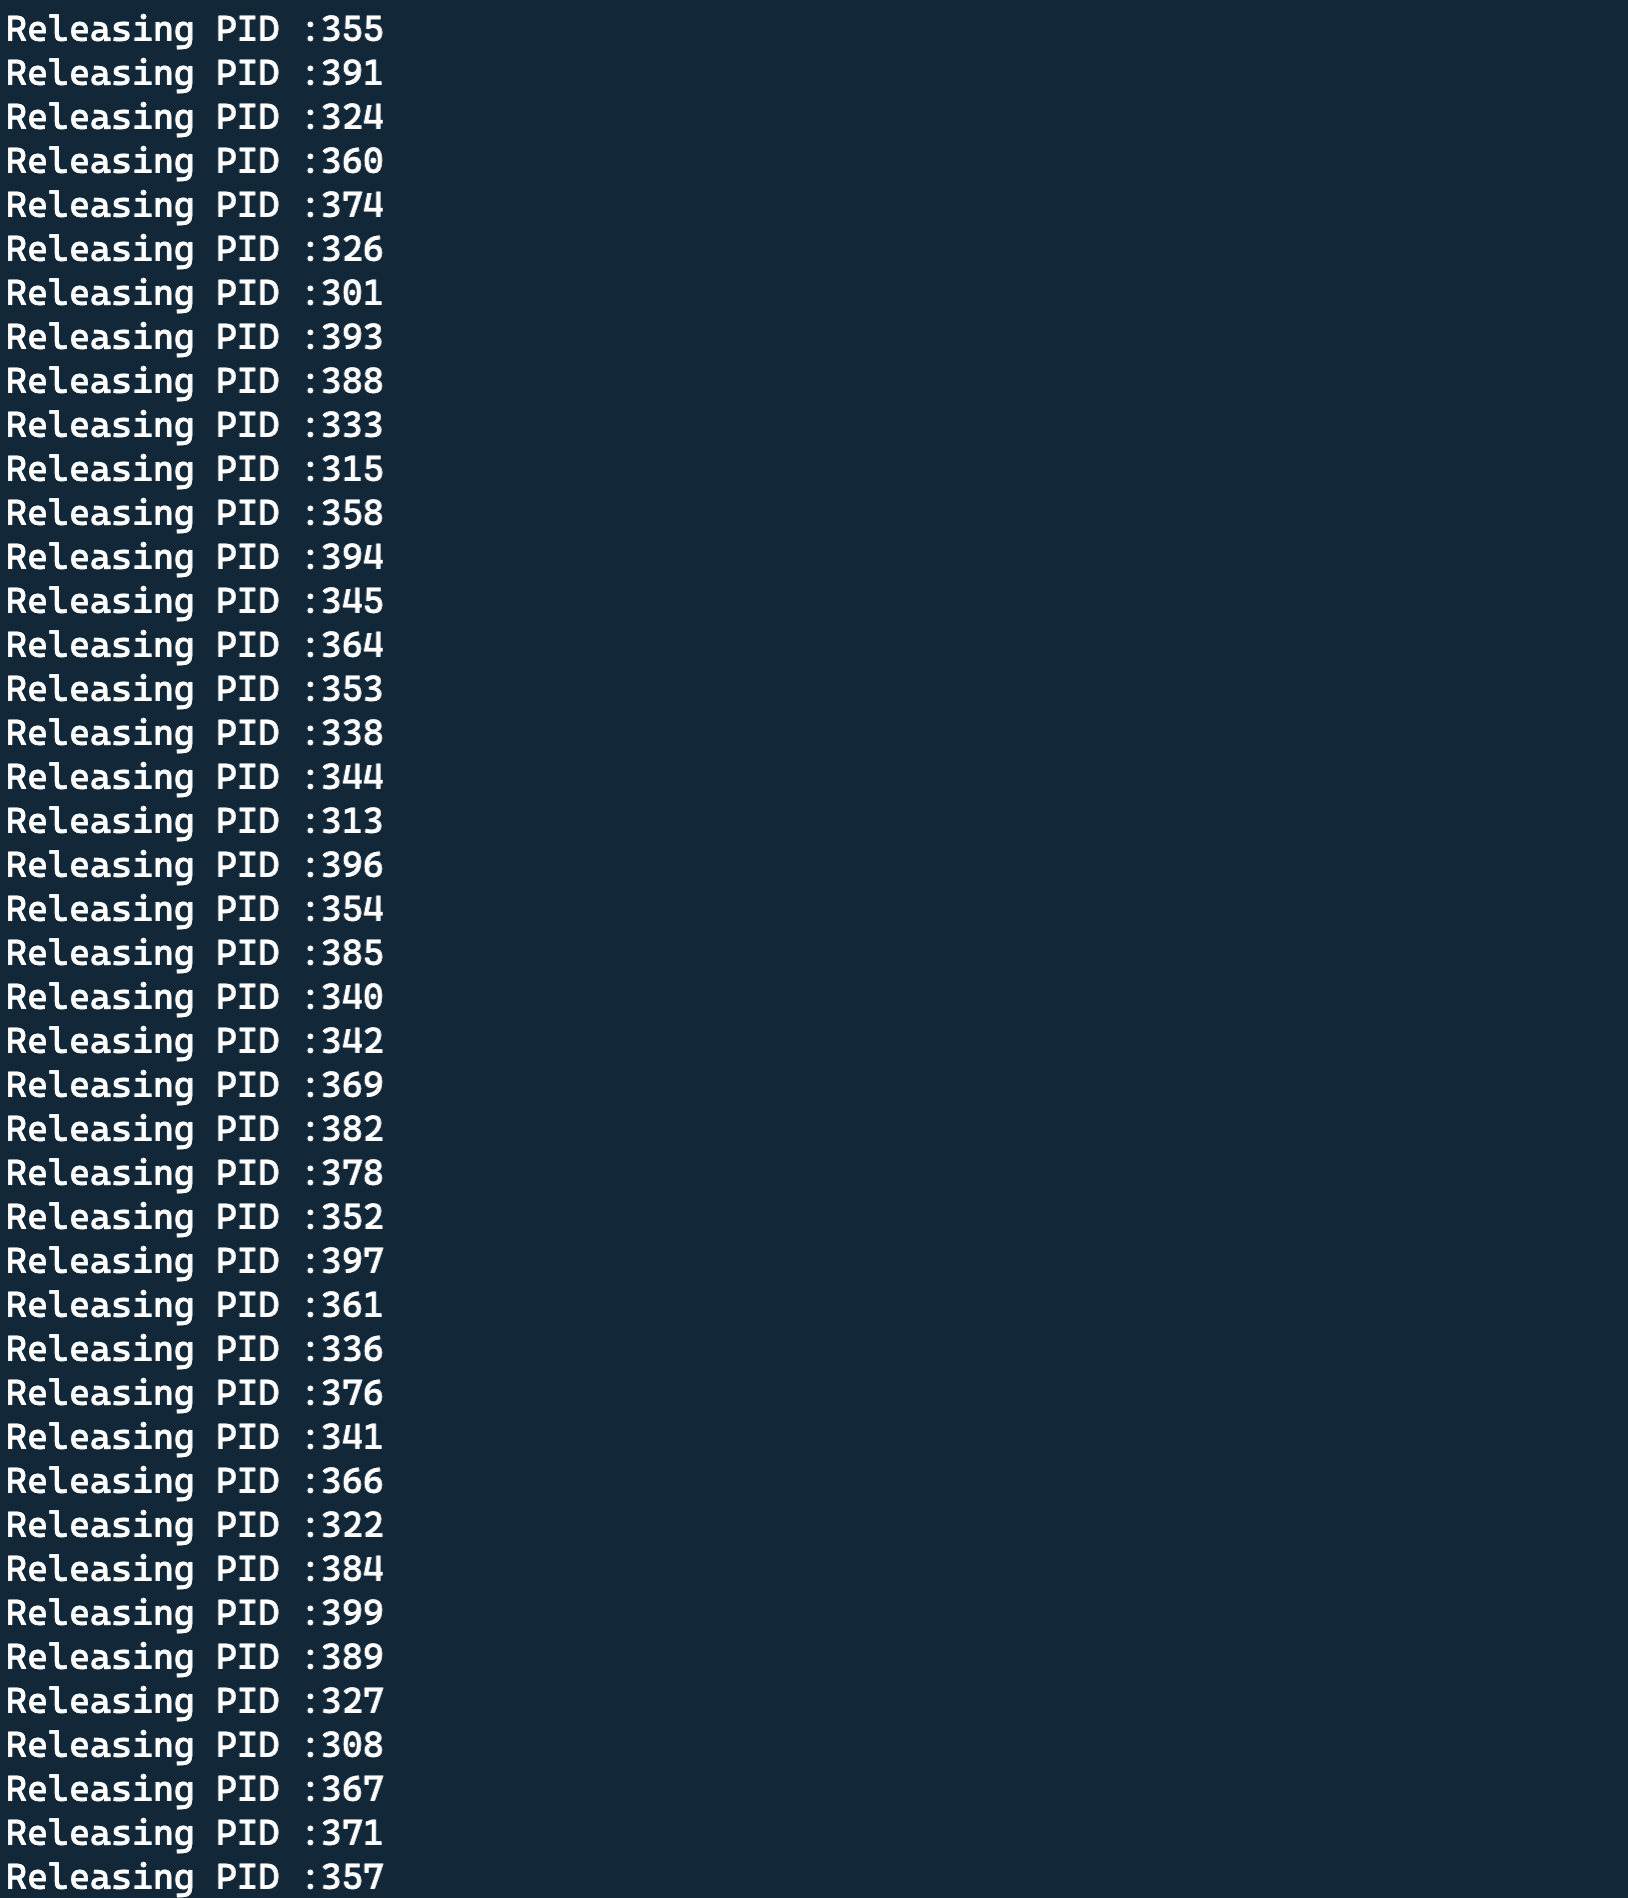 Releasing PID :355
Releasing PID :391
Releasing PID :324
Releasing PID :360
Releasing PID :374
Releasing PID :326
Releasing PID :301
Releasing PID :393
Releasing PID :388
Releasing PID :333
Releasing PID :315
Releasing PID :358
Releasing PID :394
Releasing PID :345
Releasing PID :364
Releasing PID :353
Releasing PID :338
Releasing PID :344
Releasing PID :313
Releasing PID :396
Releasing PID :354
Releasing PID :385
Releasing PID :340
Releasing PID :342
Releasing PID :369
Releasing PID :382
Releasing PID :378
Releasing PID :352
Releasing PID :397
Releasing PID :361
Releasing PID :336
Releasing PID :376
Releasing PID :341
Releasing PID :366
Releasing PID :322
Releasing PID :384
Releasing PID :399
Releasing PID :389
Releasing PID :327
Releasing PID :308
Releasing PID :367
Releasing PID :371
Releasing PID :357